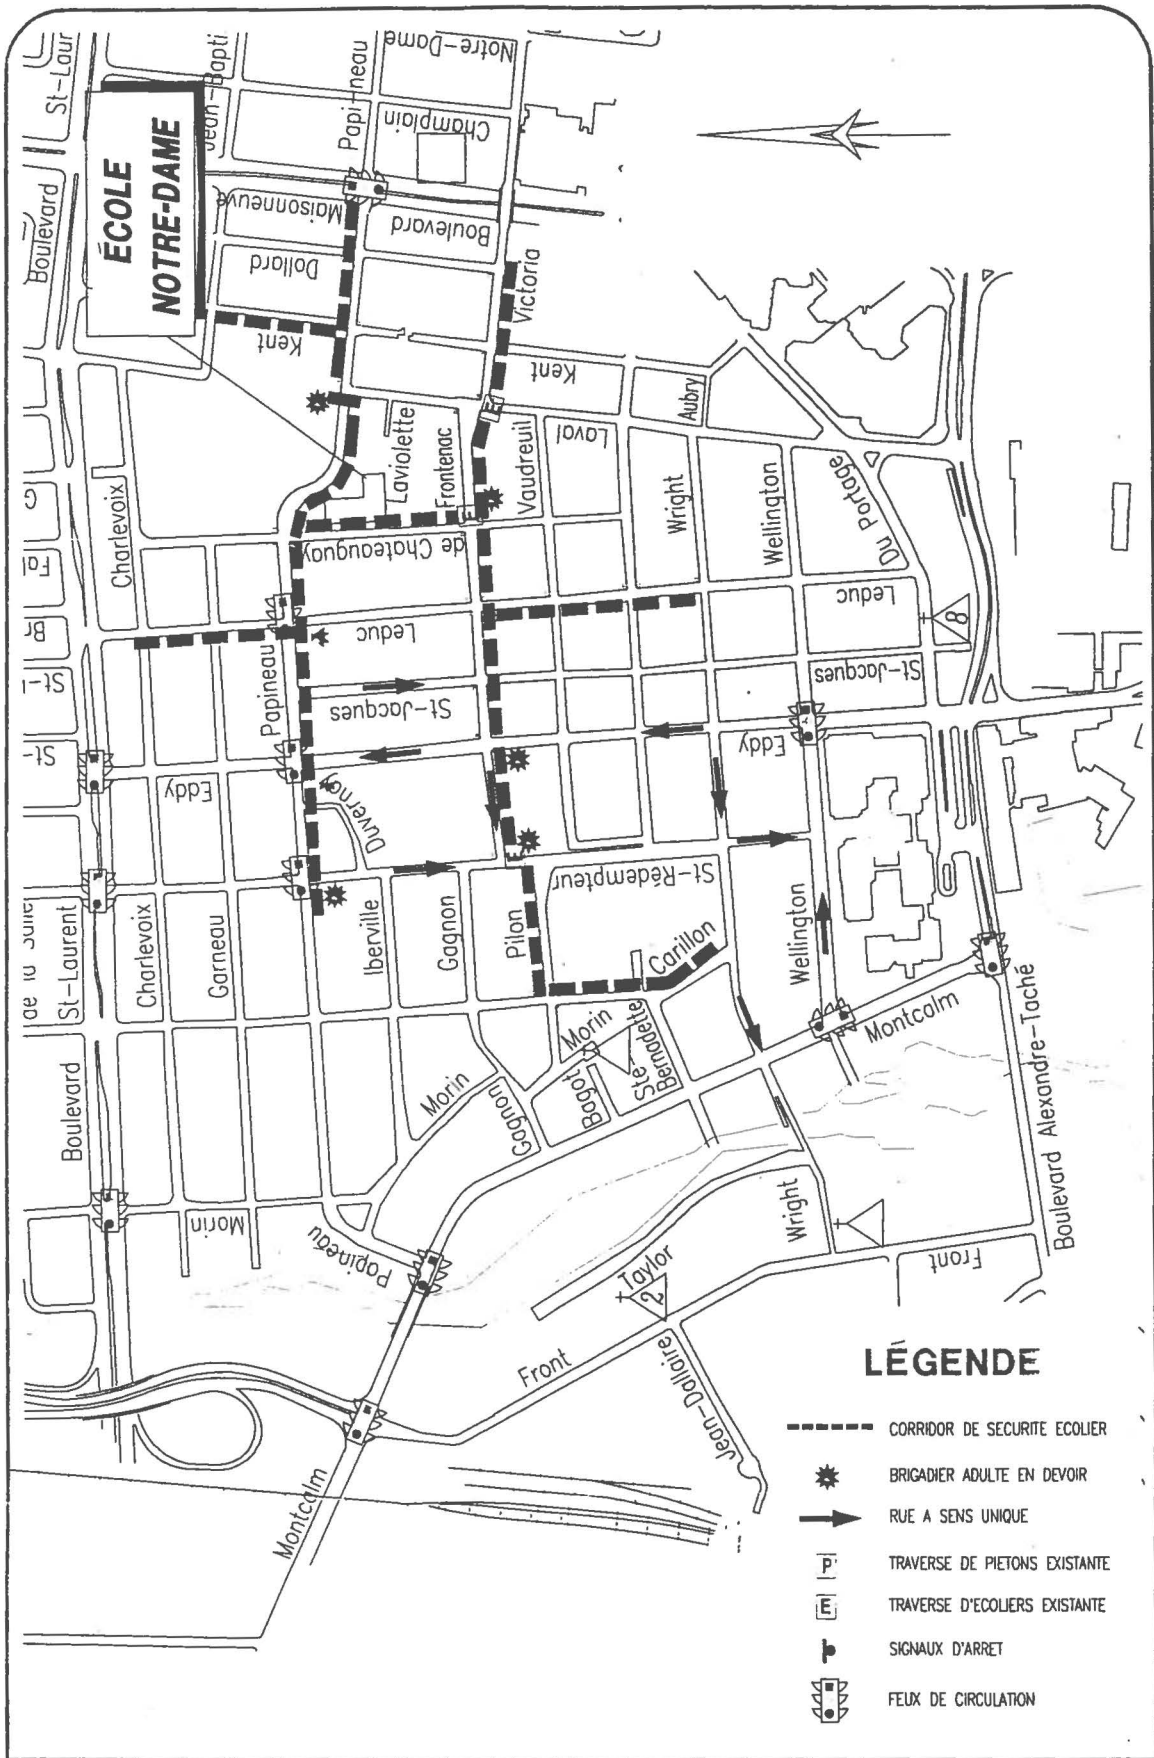 St-Laur
Jean-Bapti
Papineau
Notre-Dame
Champlain
ÉCOLE
NOTRE-DAME
Boulevard
Maisonneuve
Boulevard
Dollard
Victoria
Kent
Kent
Aubry
Laviolette
Frontenac
E
Vaudreuil
Laval
Charlevoix
Wright
Wellington
Du Portage
de Chateauguay
Leduc
Leduc
8
Papineau
St-Jacques
St-Jacques
Eddy
Eddy
Duvernay
St-Rédempteur
St-Laurent
Charlevoix
Garneau
Iberville
Gagnon
Pilon
Carillon
Wellington
Montcalm
Boulevard
Morin
Morin
Gagnon
Bagot
Ste-
Bernadette
Boulevard Alexandre-Taché
Morin
Papineau
Wright
Taylor
2
Front
Front
Jean-Dallaire
Montcalm
LÉGENDE
CORRIDOR DE SECURITE ECOLIER
BRIGADIER ADULTE EN DEVOIR
RUE A SENS UNIQUE
P TRAVERSE DE PIETONS EXISTANTE
E TRAVERSE D'ECOLIERS EXISTANTE
SIGNAUX D'ARRET
FEUX DE CIRCULATION